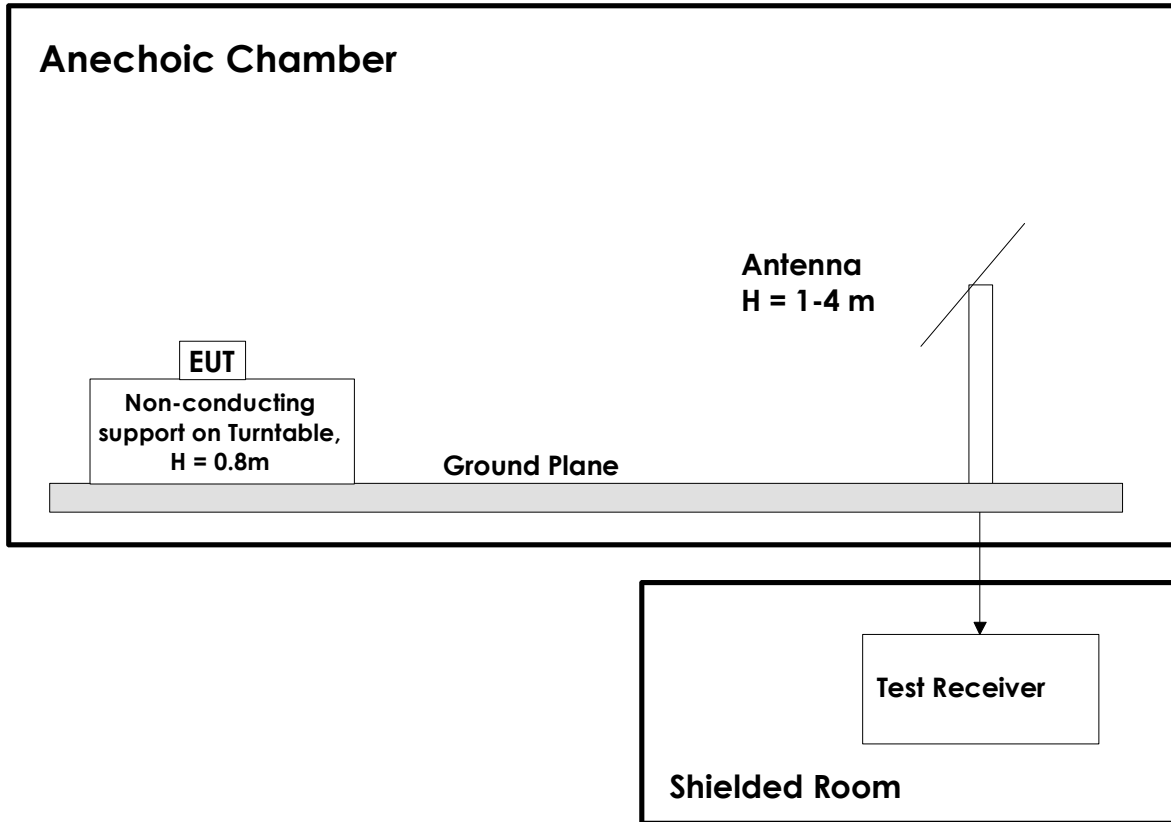 Anechoic Chamber
Antenna
H = 1-4 m
EUT
Non-conducting
support on Turntable,
H = 0.8m
Ground Plane
Test Receiver
Shielded Room